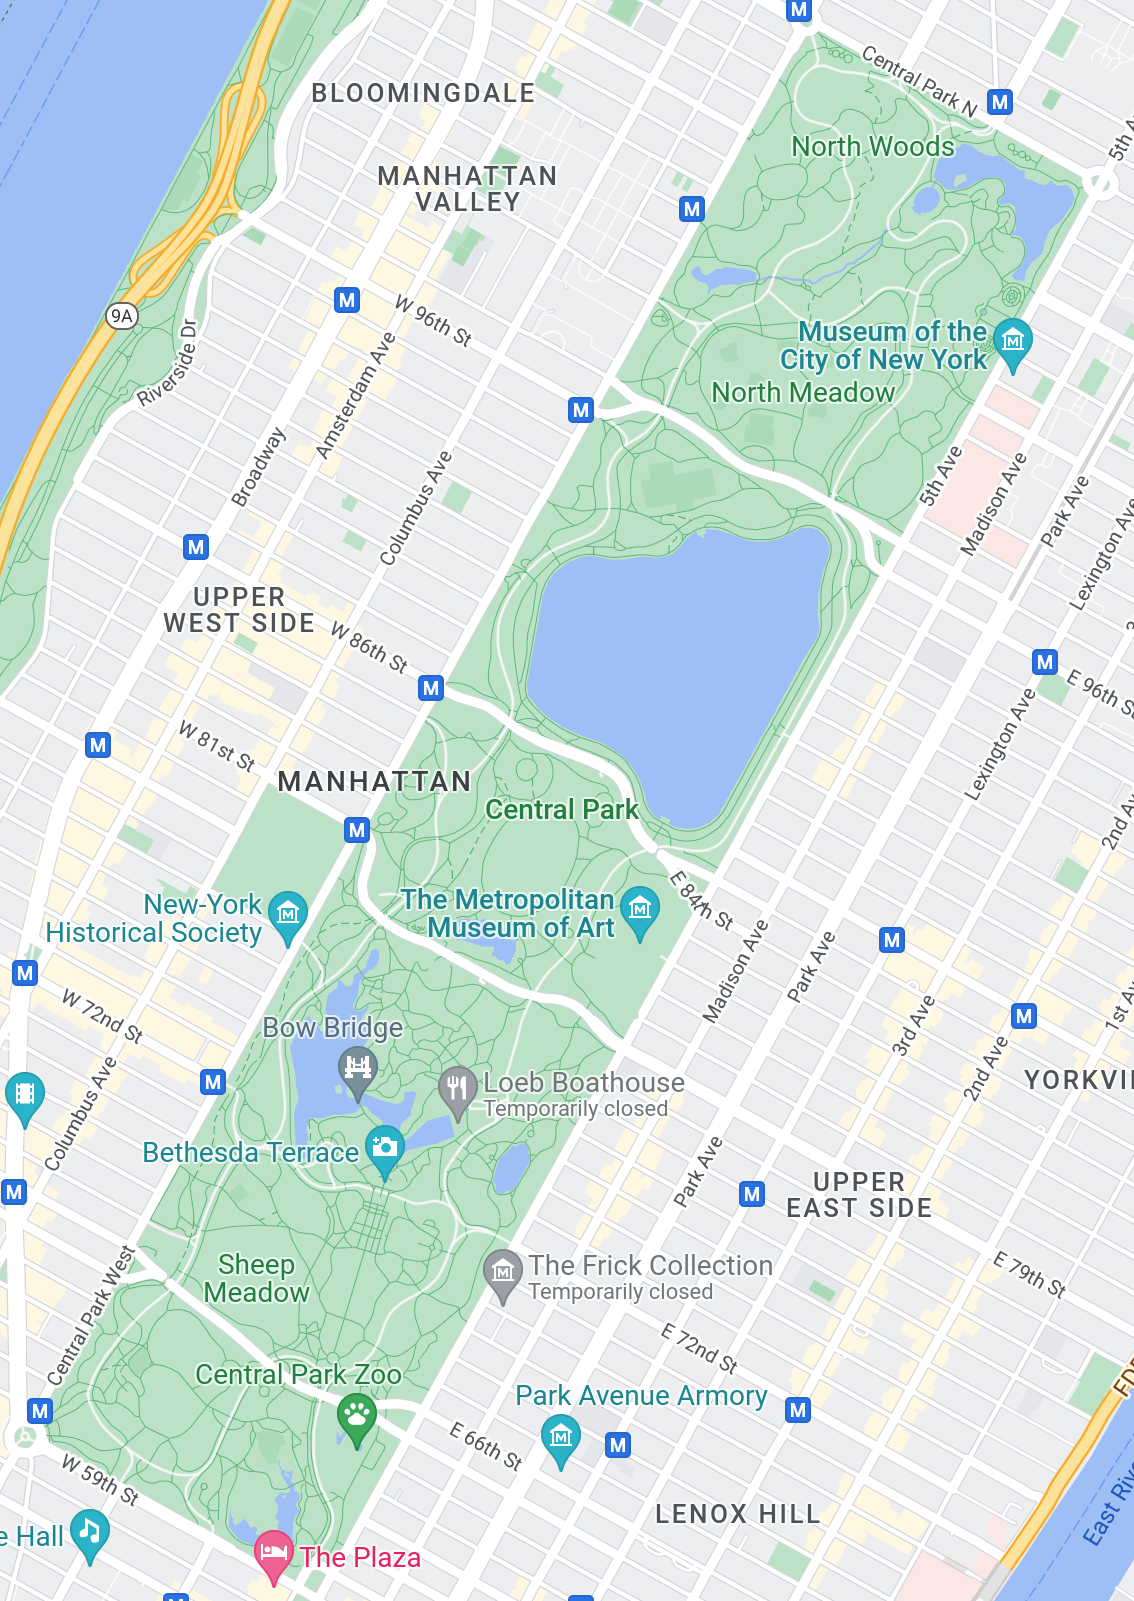 Central Park N
BLOOMINGDALE
North Woods
5th A
MANHATTAN
VALLEY
M
W 96th St
9A
Riverside Dr
Museum of the
City of New York
North Meadow
Amsterdam Ave
Broadway
Columbus Ave
5th Ave
Madison Ave
Park Ave
Lexington Ave
UPPER
WEST SIDE
W 86th St
E 96th St
Lexington Ave
W 81st St
MANHATTAN
Central Park
2nd Av
New-York
Historical Society
The Metropolitan
Museum of Art
E 84th St
Madison Ave
Park Ave
W 72nd St
Bow Bridge
3rd Ave
1st Av
2nd Ave
Columbus Ave
Loeb Boathouse
Temporarily closed
YORKVI
Bethesda Terrace
Park Ave
UPPER
EAST SIDE
Central Park West
Sheep
Meadow
The Frick Collection
Temporarily closed
E 79th St
E 72nd St
Central Park Zoo
Park Avenue Armory
FD
E 66th St
W 59th St
LENOX HILL
East Riv
e Hall
The Plaza